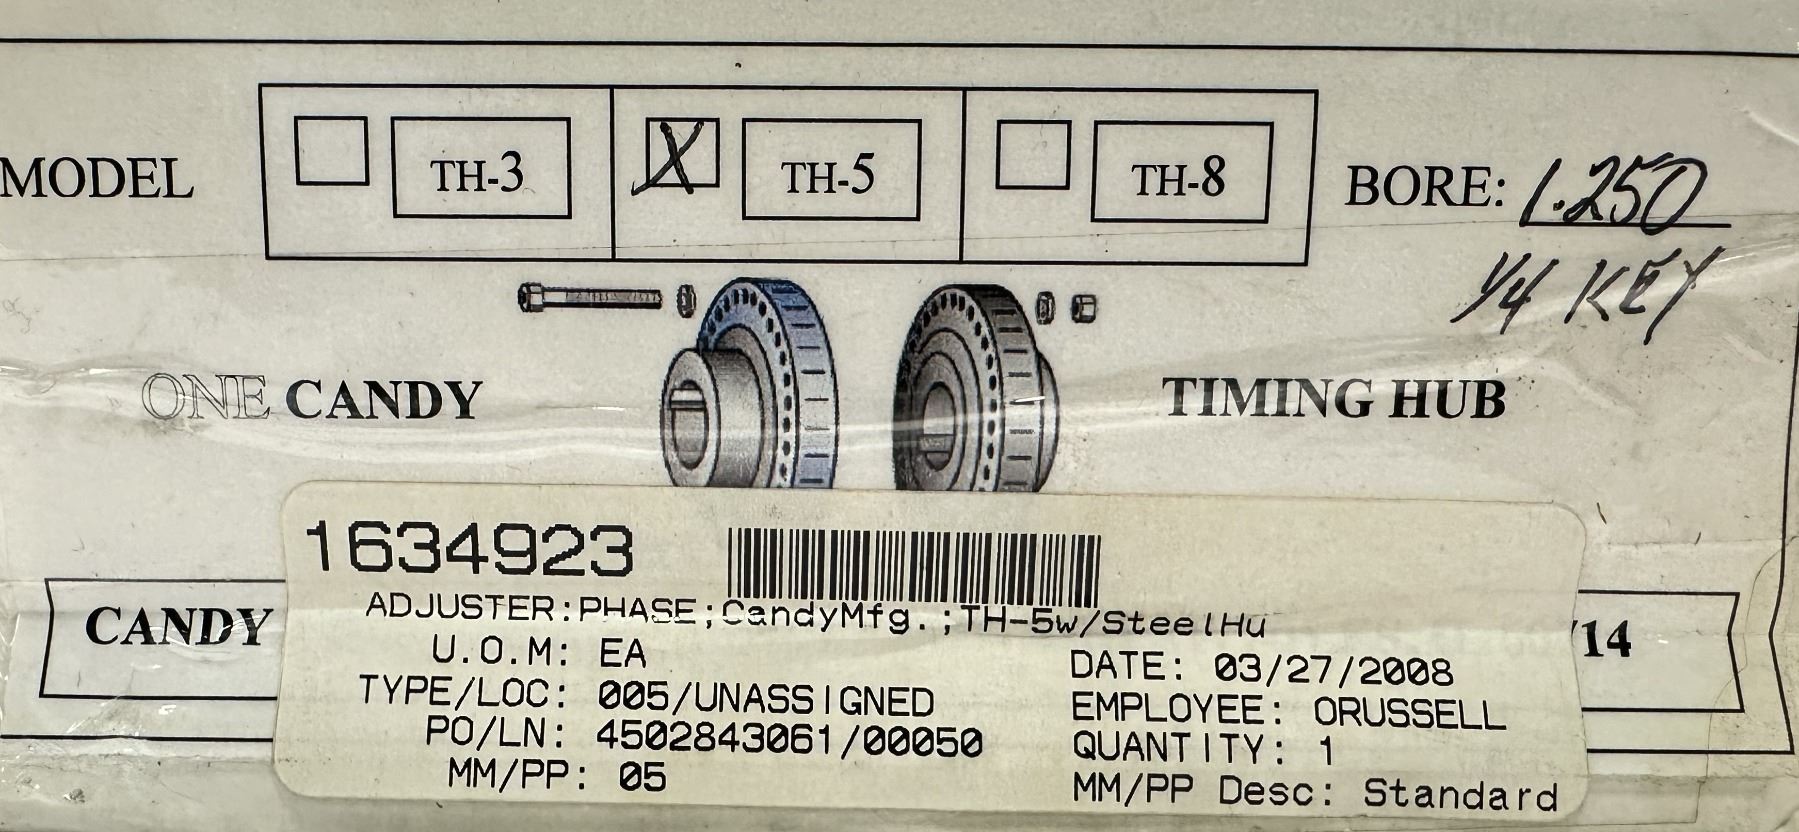 MODEL TH-3 X TH-5 TH-8 BORE: 1.250
1/4 KEY
ONE CANDY TIMING HUB
1634923
ADJUSTER:PHASE;CandyMfg.;TH-5w/SteelHu
CANDY /14
U.O.M: EA
DATE: 03/27/2008
TYPE/LOC: 005/UNASSIGNED
EMPLOYEE: ORUSSELL
PO/LN: 4502843061/00050
QUANTITY: 1
MM/PP: 05
MM/PP Desc: Standard